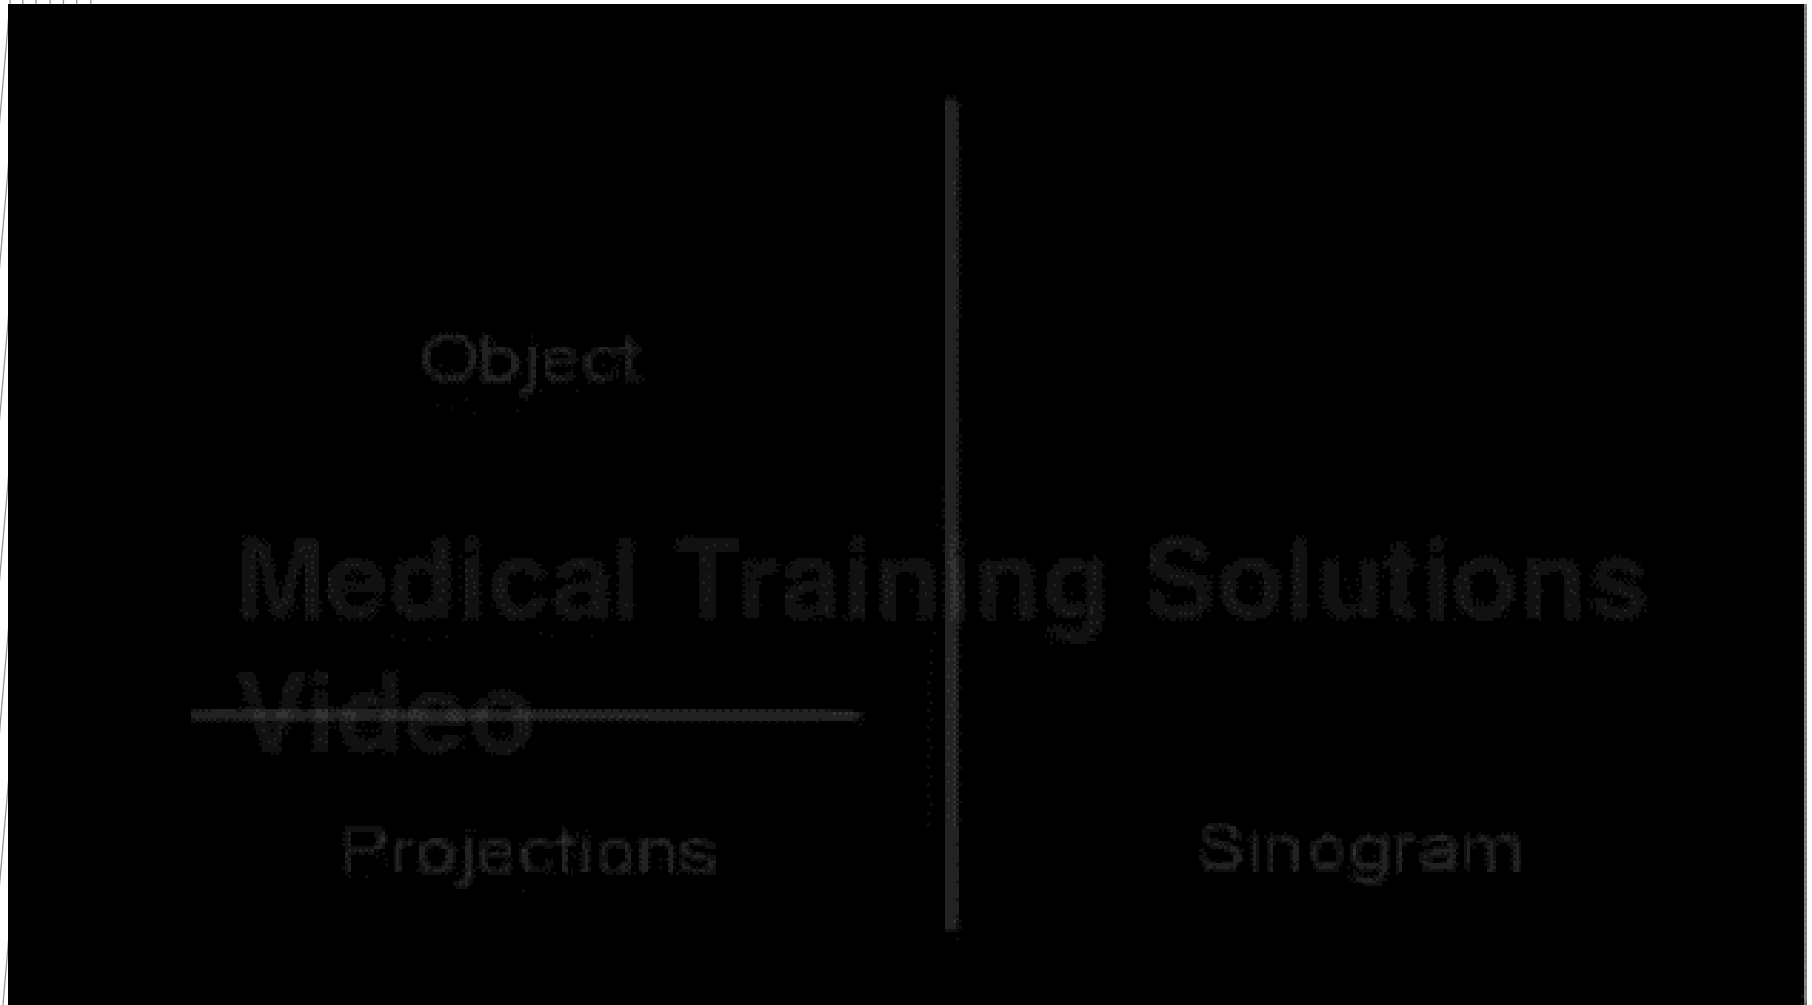 Object
Medical Training Solutions
Video
Projections
Sinogram